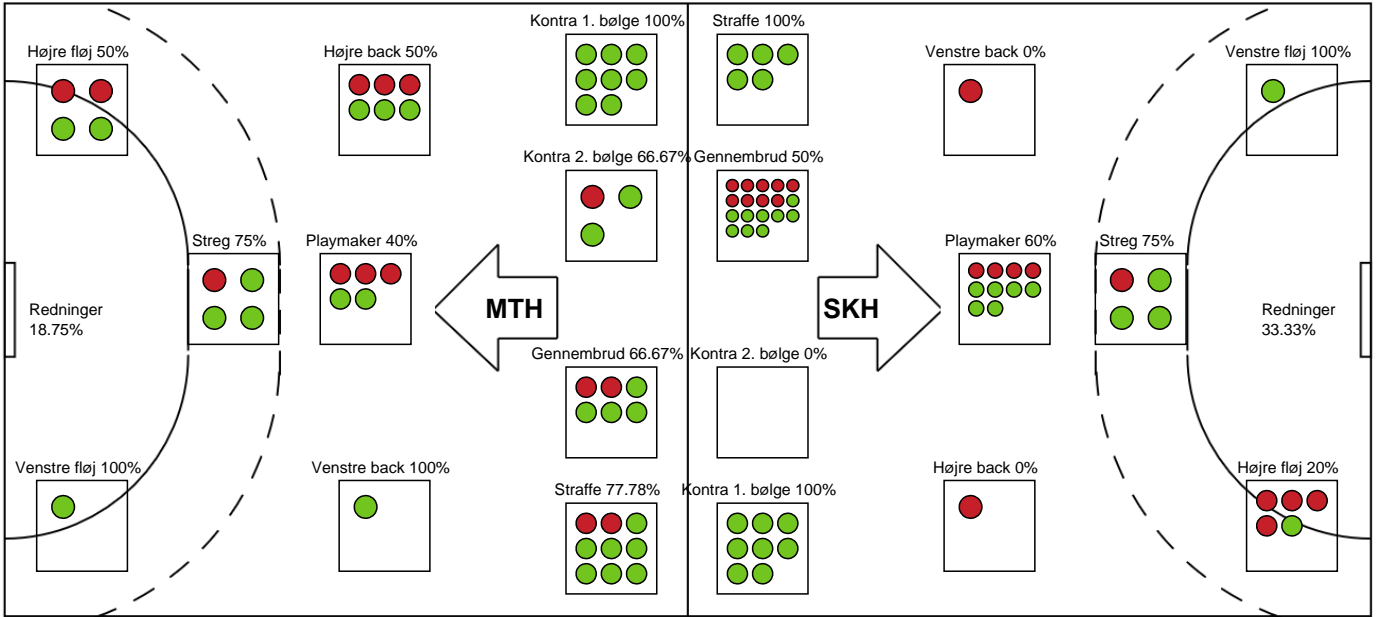 Kontra 1. bølge 100%
Straffe 100%
Højre fløj 50%
Højre back 50%
Venstre back 0%
Venstre fløj 100%
Kontra 2. bølge 66.67%
Gennembrud 50%
Streg 75%
Playmaker 40%
Playmaker 60%
Streg 75%
MTH
SKH
Redninger
18.75%
Redninger
33.33%
Gennembrud 66.67%
Kontra 2. bølge 0%
Venstre fløj 100%
Venstre back 100%
Straffe 77.78%
Kontra 1. bølge 100%
Højre back 0%
Højre fløj 20%